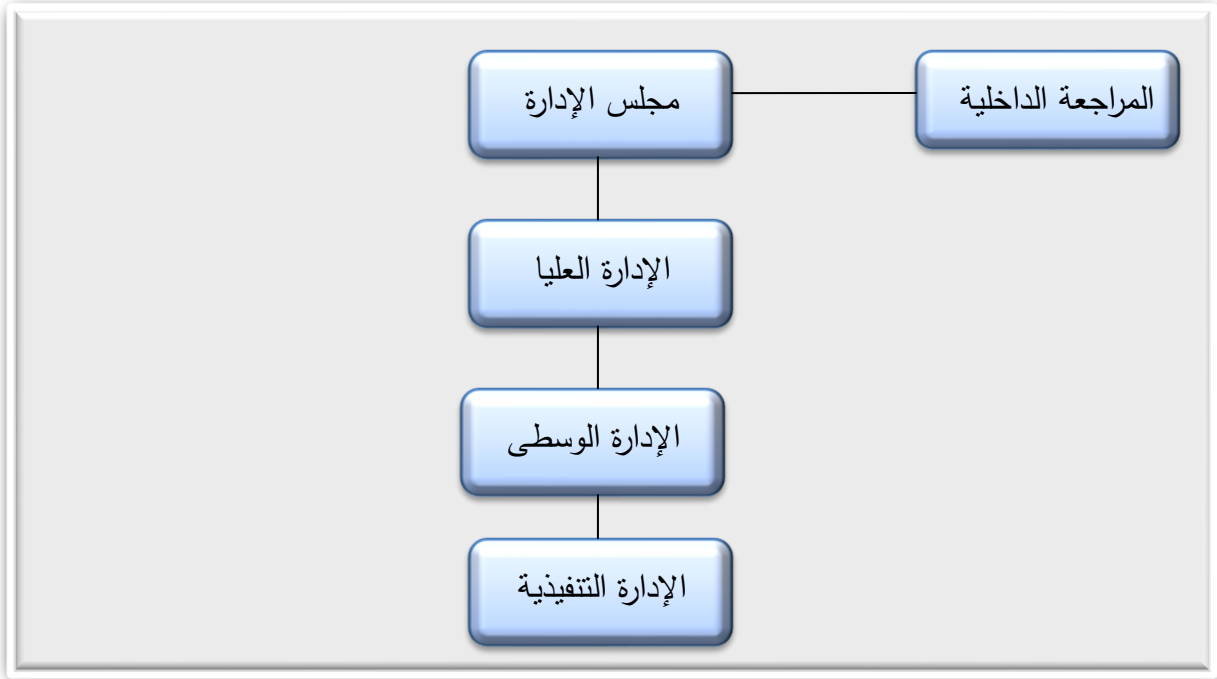 المراجعة الداخلية
مجلس الإدارة
الإدارة العليا
الإدارة الوسطى
الإدارة التنفيذية